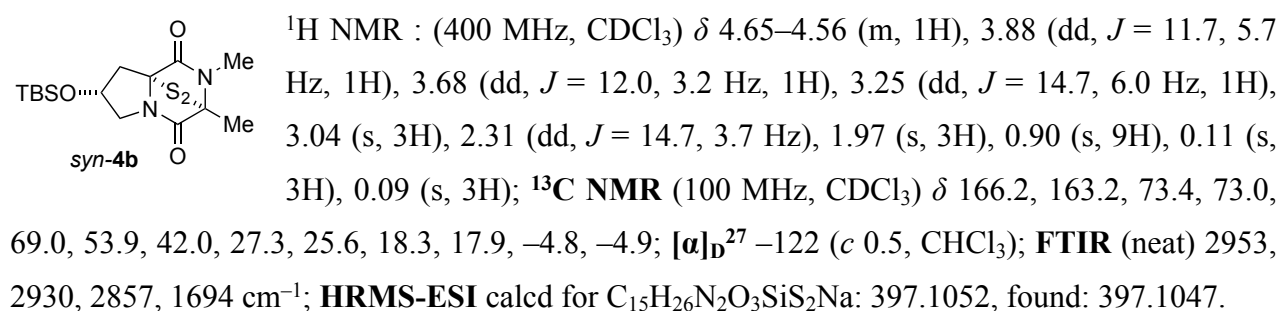 ¹H NMR : (400 MHz, CDCl₃) δ 4.65–4.56 (m, 1H), 3.88 (dd, J = 11.7, 5.7
Hz, 1H), 3.68 (dd, J = 12.0, 3.2 Hz, 1H), 3.25 (dd, J = 14.7, 6.0 Hz, 1H),
3.04 (s, 3H), 2.31 (dd, J = 14.7, 3.7 Hz), 1.97 (s, 3H), 0.90 (s, 9H), 0.11 (s,
3H), 0.09 (s, 3H); ¹³C NMR (100 MHz, CDCl₃) δ 166.2, 163.2, 73.4, 73.0,
O
NMe
TBSO
S₂
N
Me
O
syn-4b
69.0, 53.9, 42.0, 27.3, 25.6, 18.3, 17.9, –4.8, –4.9; [α]D²⁷ –122 (c 0.5, CHCl₃); FTIR (neat) 2953,
2930, 2857, 1694 cm⁻¹; HRMS-ESI calcd for C₁₅H₂₆N₂O₃SiS₂Na: 397.1052, found: 397.1047.